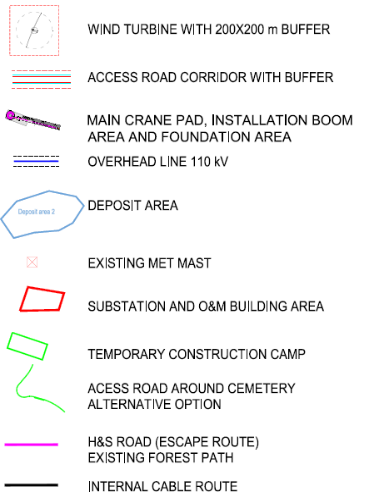 WIND TURBINE WITH 200X200 m BUFFER
ACCESS ROAD CORRIDOR WITH BUFFER
MAIN CRANE PAD, INSTALLATION BOOM
AREA AND FOUNDATION AREA
OVERHEAD LINE 110 kV
Deposit area 2
DEPOSIT AREA
EXISTING MET MAST
SUBSTATION AND O&M BUILDING AREA
TEMPORARY CONSTRUCTION CAMP
ACESS ROAD AROUND CEMETERY
ALTERNATIVE OPTION
H&S ROAD (ESCAPE ROUTE)
EXISTING FOREST PATH
INTERNAL CABLE ROUTE